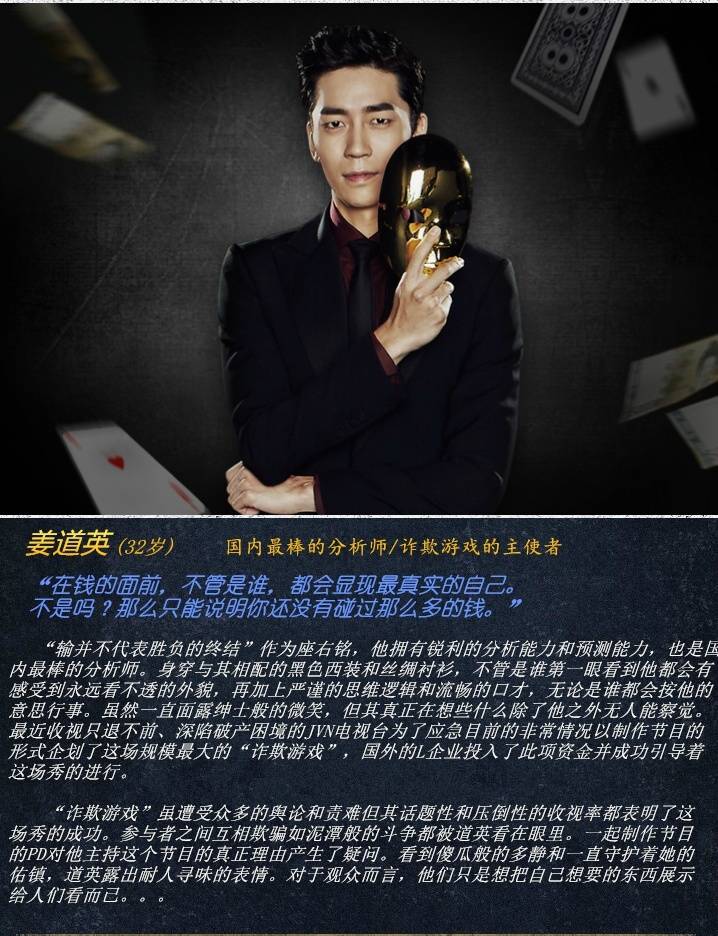 姜道英(32岁) 国内最棒的分析师/诈欺游戏的主使者
“在钱的面前，不管是谁，都会显现最真实的自己。
不是吗？那么只能说明你还没有碰过那么多的钱。”
“输并不代表胜负的终结”作为座右铭，他拥有锐利的分析能力和预测能力，也是国
内最棒的分析师。身穿与其相配的黑色西装和丝绸衬衫，不管是谁第一眼看到他都会有
感受到永远看不透的外貌，再加上严谨的思维逻辑和流畅的口才，无论是谁都会按他的
意思行事。虽然一直面露绅士般的微笑，但其真正在想些什么除了他之外无人能察觉。
最近收视只退不前、深陷破产困境的JVN电视台为了应急目前的非常情况以制作节目的
形式企划了这场规模最大的“诈欺游戏”，国外的L企业投入了此项资金并成功引导着
这场秀的进行。
“诈欺游戏”虽遭受众多的舆论和责难但其话题性和压倒性的收视率都表明了这
场秀的成功。参与者之间互相欺骗如泥潭般的斗争都被道英看在眼里。一起制作节目
的PD对他主持这个节目的真正理由产生了疑问。看到傻瓜般的多静和一直守护着她的
佑镇，道英露出耐人寻味的表情。对于观众而言，他们只是想把自己想要的东西展示
给人们看而已。。。